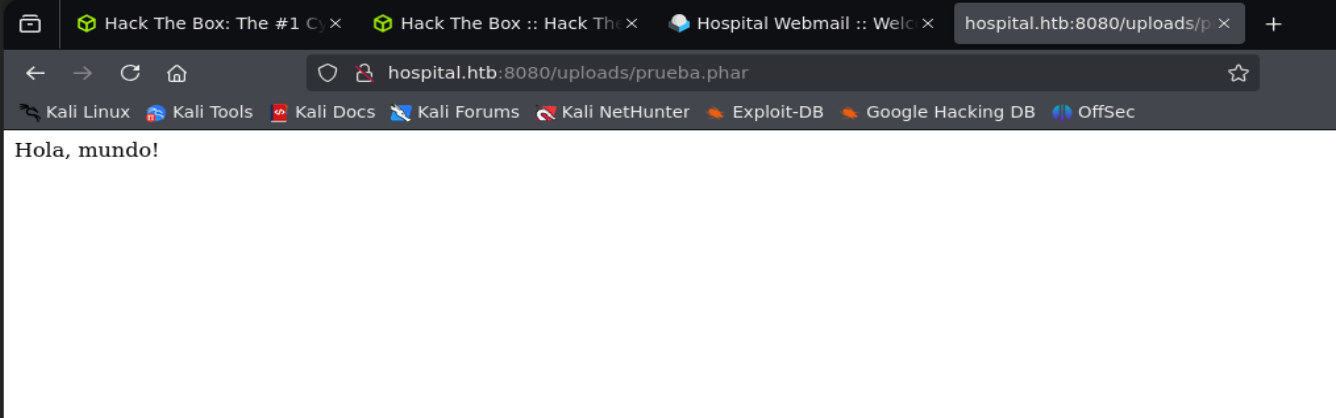 Hack The Box: The #1 Cy
Hack The Box :: Hack The
Hospital Webmail :: Welc
hospital.htb:8080/uploads/p
hospital.htb:8080/uploads/prueba.phar
Kali Linux
Kali Tools
Kali Docs
Kali Forums
Kali NetHunter
Exploit-DB
Google Hacking DB
OffSec
Hola, mundo!